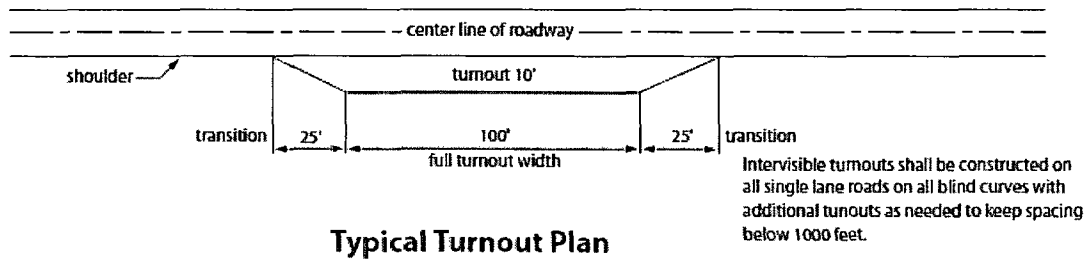 center line of roadway
shoulder
turnout 10'
transition 25' 100' 25' transition
full turnout width
Intervisible turnouts shall be constructed on
all single lane roads on all blind curves with
additional tunouts as needed to keep spacing
below 1000 feet.
Typical Turnout Plan